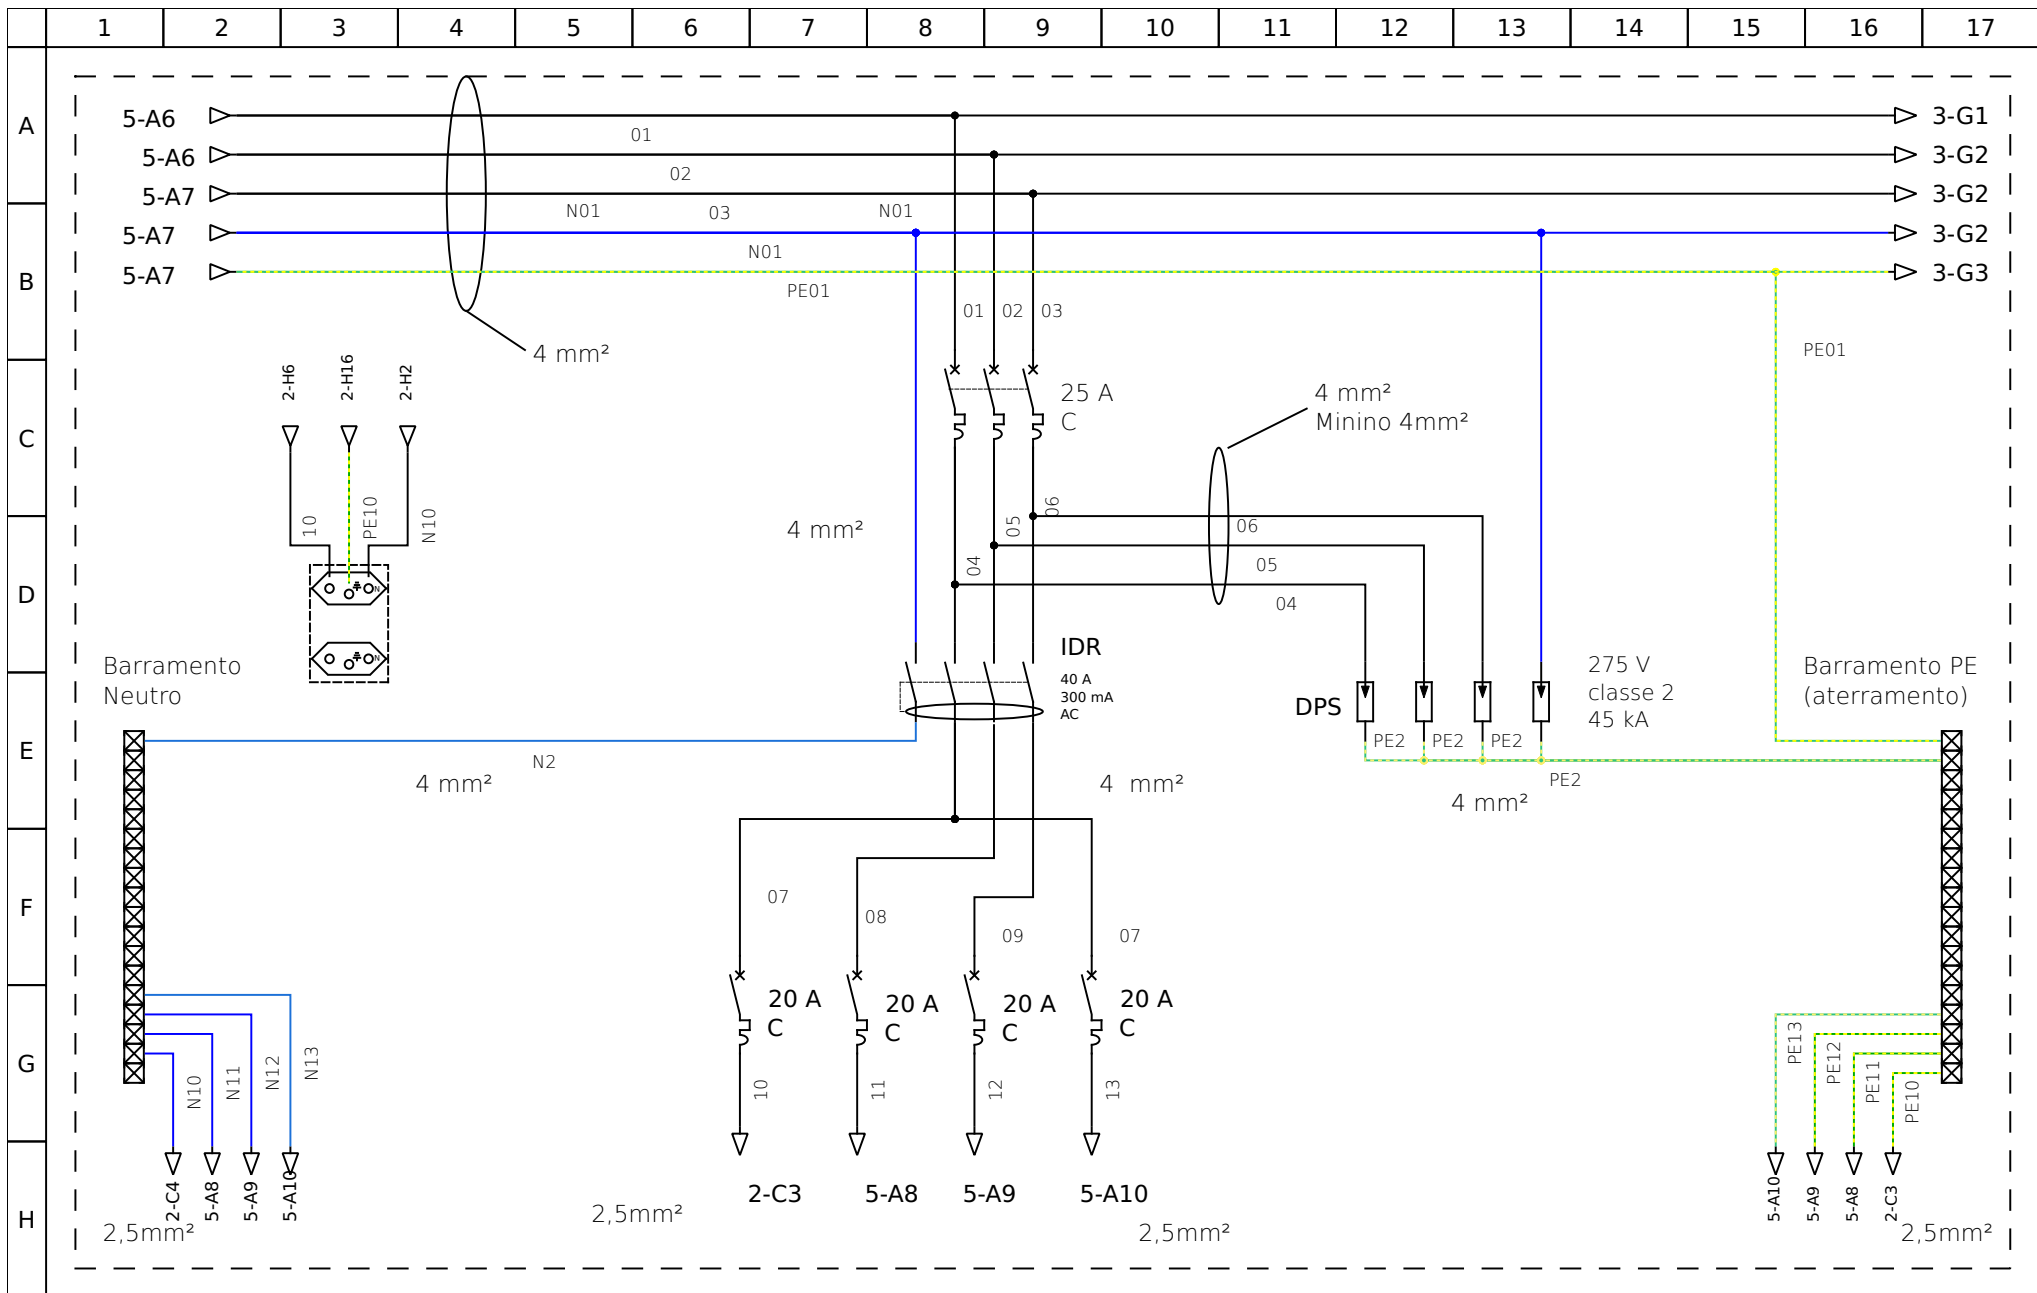 1 2 3 4 5 6 7 8 9 10 11 12 13 14 15 16 17
A
5-A6
3-G1
01
5-A6
3-G2
02
5-A7
3-G2
N01
03
N01
5-A7
3-G2
N01
B
5-A7
3-G3
PE01
01
02
03
PE01
4 mm²
2-H6
2-H16
2-H2
25 A
C
4 mm²
Minino 4mm²
C
10
PE10
N10
4 mm²
04
05
06
06
05
04
D
Barramento
Neutro
IDR
40 A
300 mA
AC
DPS
275 V
classe 2
45 kA
Barramento PE
(aterramento)
E
N2
PE2
PE2
PE2
PE2
4 mm²
4 mm²
4 mm²
F
07
08
09
07
20 A
C
20 A
C
20 A
C
20 A
C
G
N10
N11
N12
N13
10
11
12
13
PE13
PE12
PE11
PE10
H
2-C4
5-A8
5-A9
5-A10
2-C3
5-A8
5-A9
5-A10
5-A10
5-A9
5-A8
2-C3
2,5mm²
2,5mm²
2,5mm²
2,5mm²